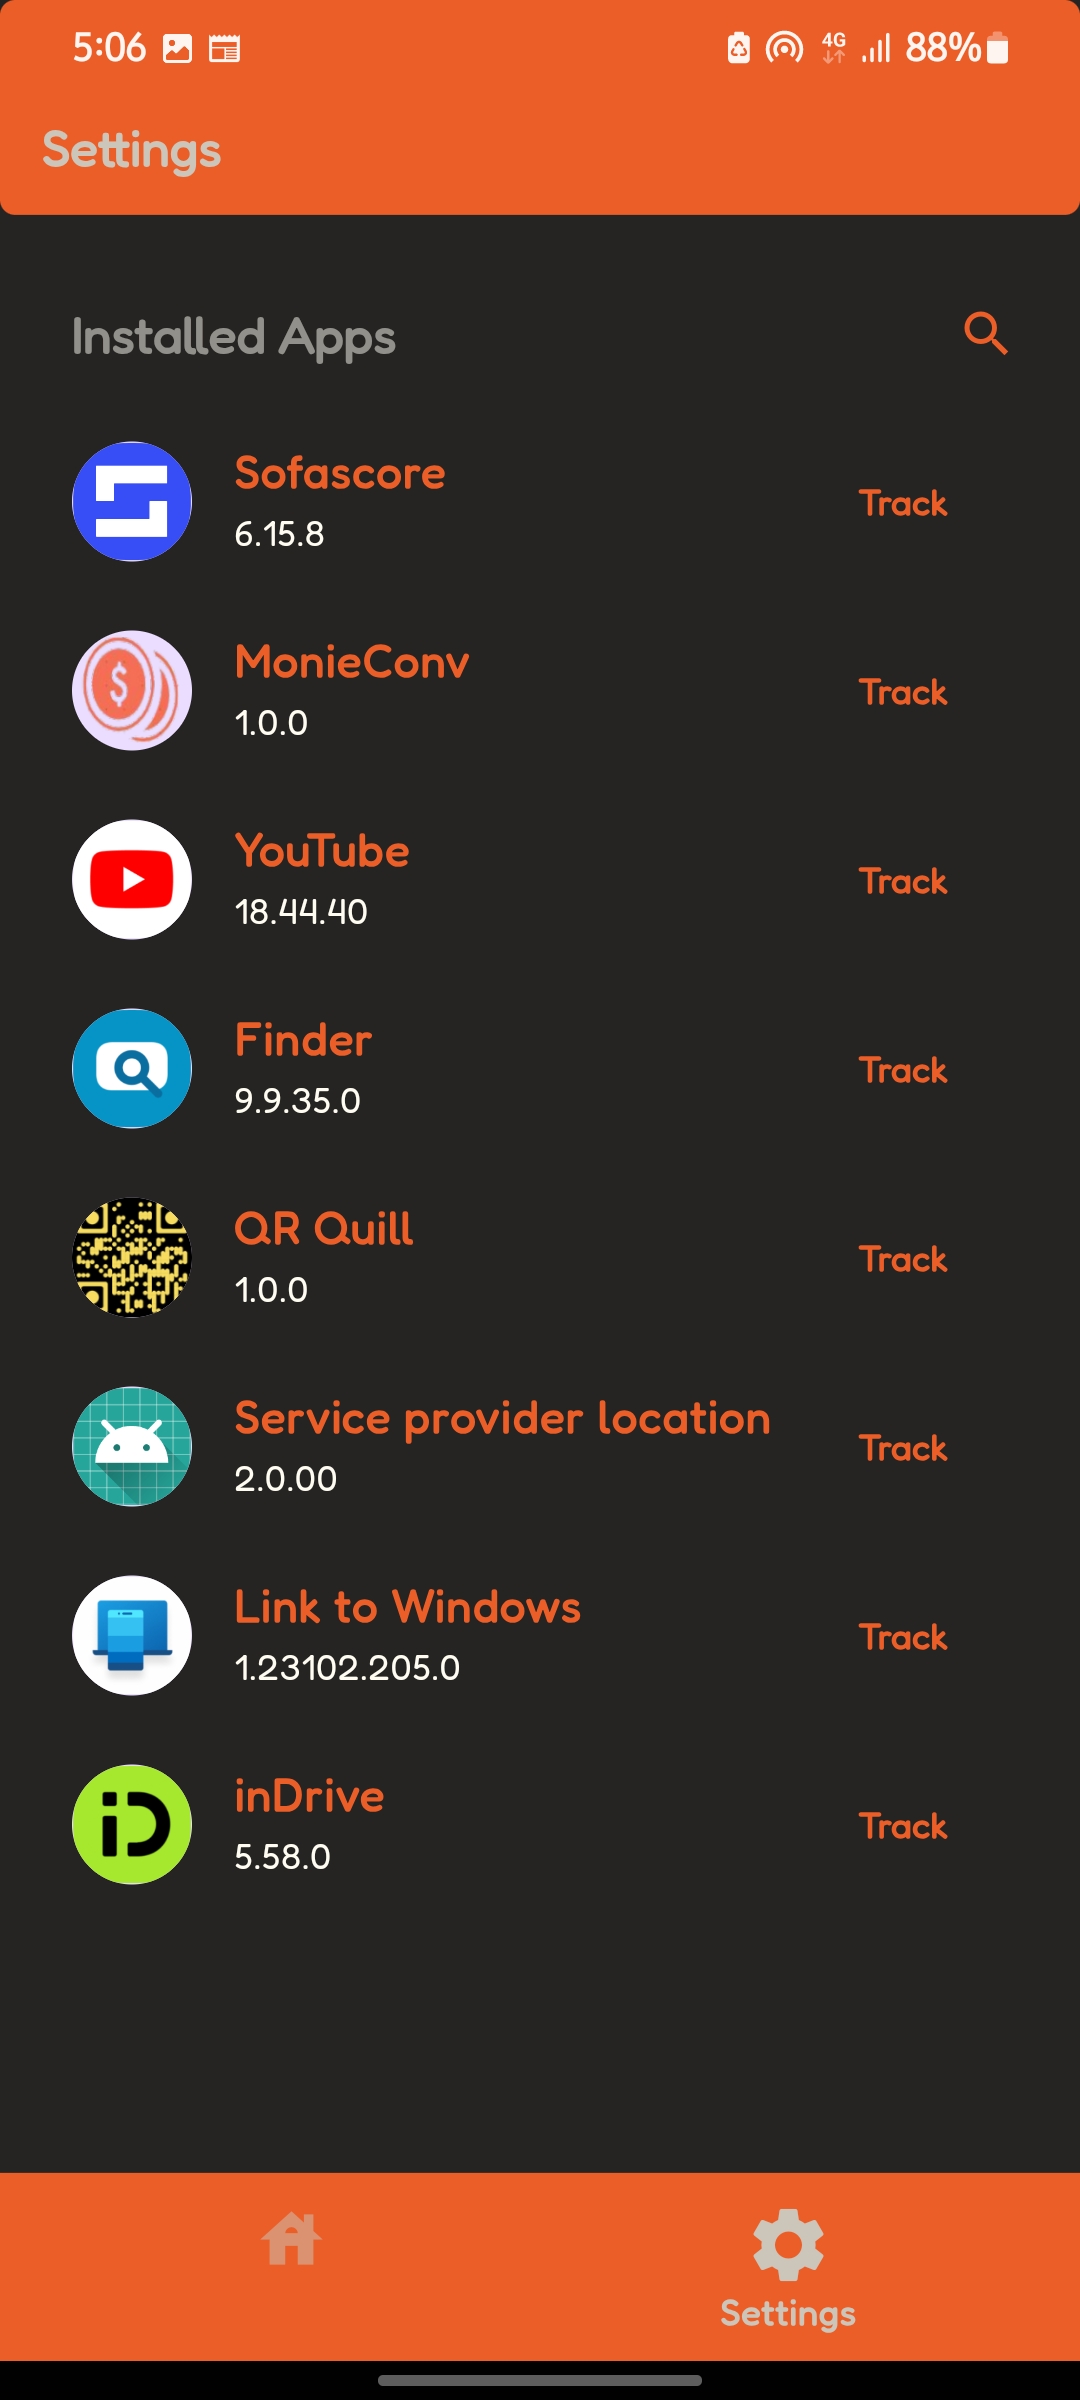 5:06 4G 88%
Settings
Installed Apps
Sofascore
6.15.8
Track
MonieConv
1.0.0
Track
YouTube
18.44.40
Track
Finder
9.9.35.0
Track
QR Quill
1.0.0
Track
Service provider location
2.0.00
Track
Link to Windows
1.23102.205.0
Track
inDrive
5.58.0
Track
Settings